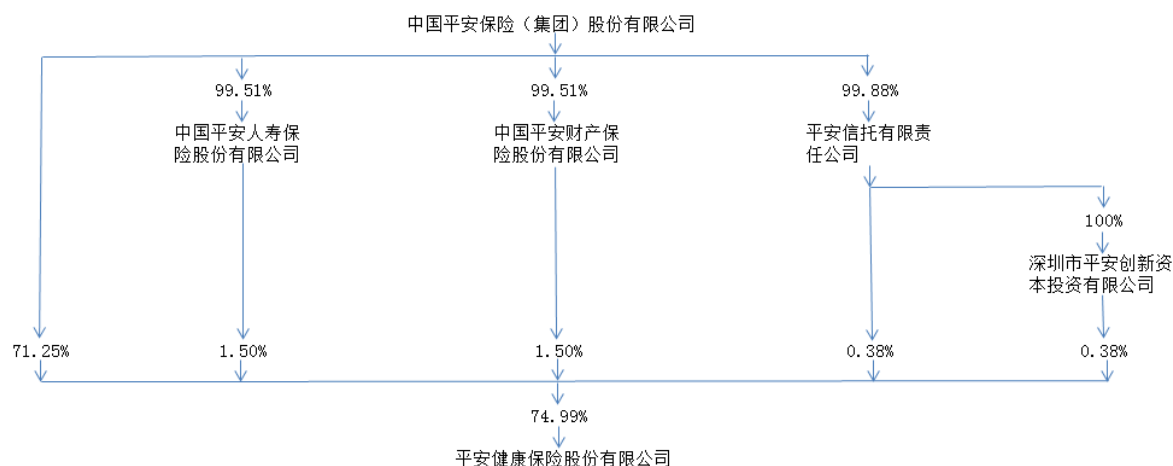 中国平安保险（集团）股份有限公司
99.51%
99.51%
99.88%
中国平安人寿保
险股份有限公司
中国平安财产保
险股份有限公司
平安信托有限责
任公司
100%
深圳市平安创新资
本投资有限公司
71.25%
1.50%
1.50%
0.38%
0.38%
74.99%
平安健康保险股份有限公司